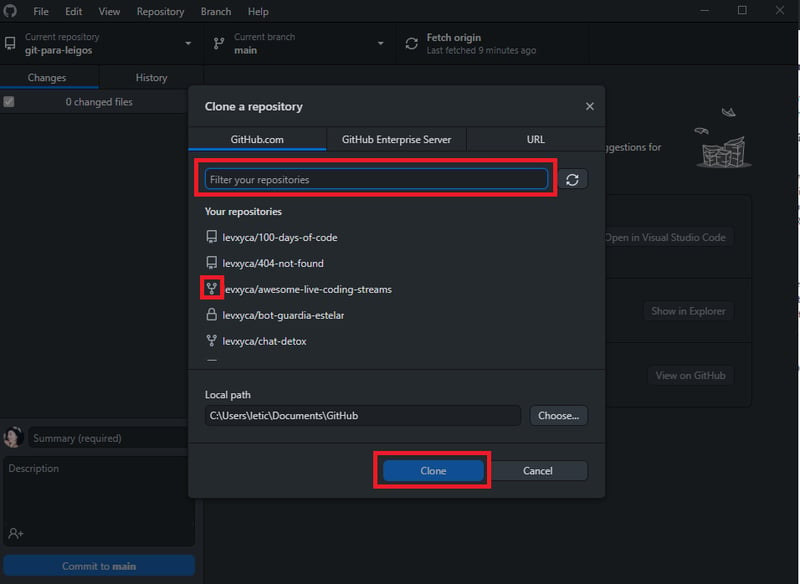 File Edit View Repository Branch Help
Current repository
git-para-leigos
Current branch
main
Fetch origin
Last fetched 9 minutes ago
Changes
History
0 changed files
Clone a repository
GitHub.com
GitHub Enterprise Server
URL
Filter your repositories
Your repositories
levxyca/100-days-of-code
levxyca/404-not-found
levxyca/awesome-live-coding-streams
levxyca/bot-guardia-estelar
levxyca/chat-detox
Local path
C:\Users\letic\Documents\GitHub
Choose...
Clone
Cancel
ggestions for
Open in Visual Studio Code
Show in Explorer
View on GitHub
Summary (required)
Description
Commit to main